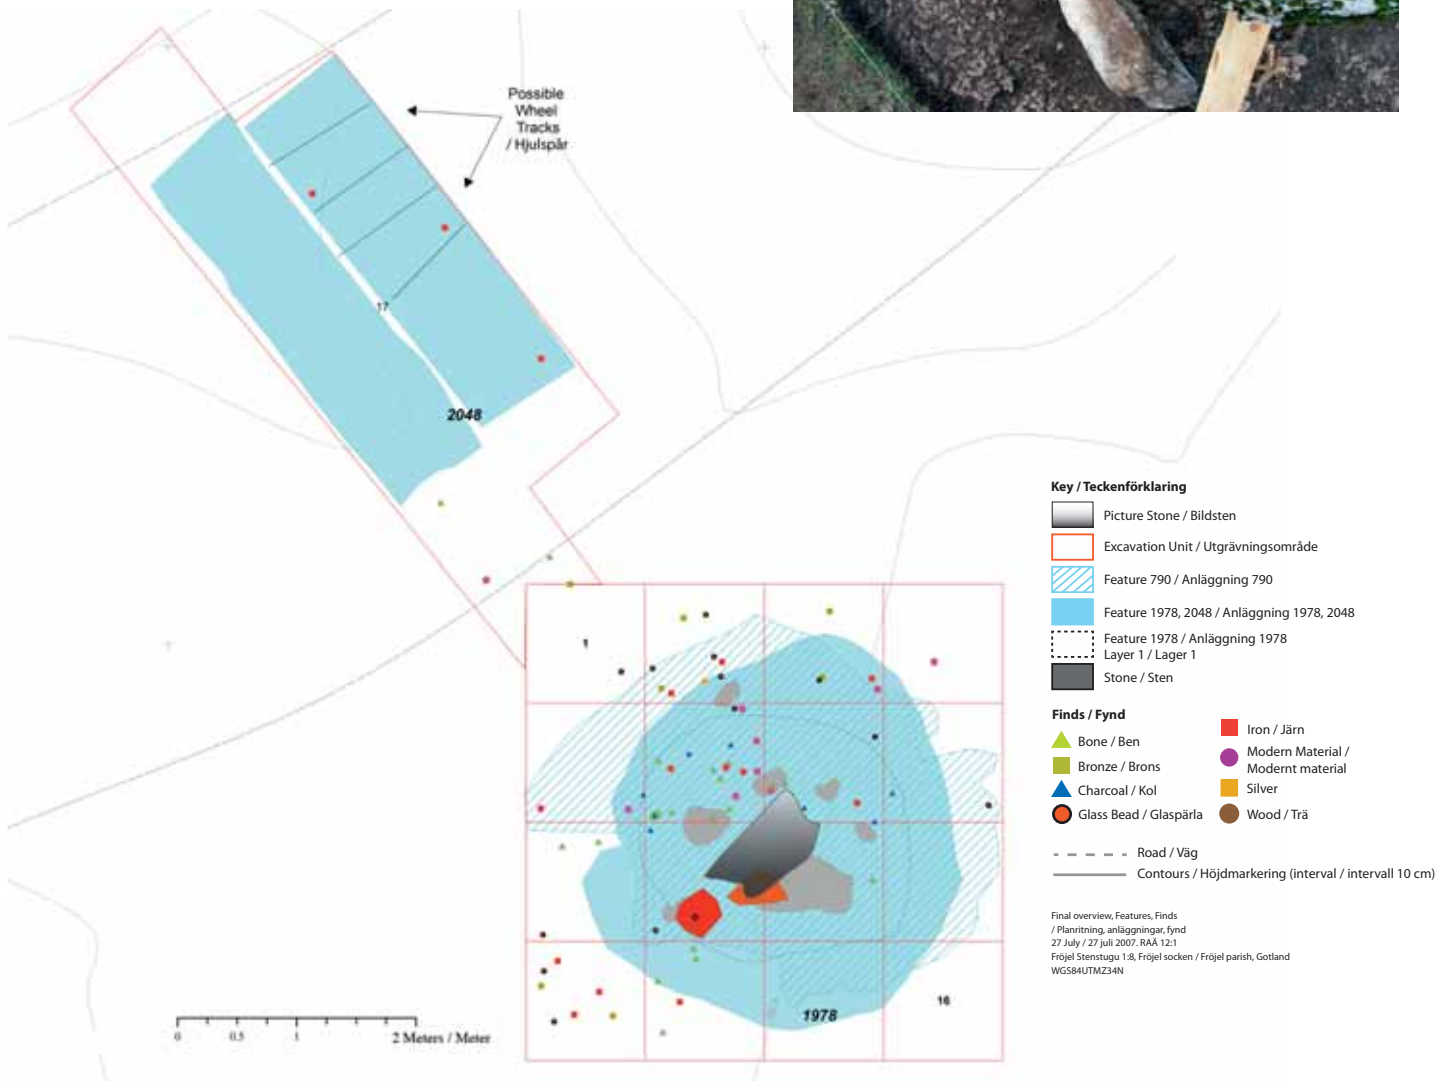 Possible
Wheel
Tracks
/ Hjulspår
17
2048
1
16
1978
0
0.5
1
2 Meters / Meter
Key / Teckenförklaring
Picture Stone / Bildsten
Excavation Unit / Utgrävningsområde
Feature 790 / Anläggning 790
Feature 1978, 2048 / Anläggning 1978, 2048
Feature 1978 / Anläggning 1978
Layer 1 / Lager 1
Stone / Sten
Finds / Fynd
Bone / Ben
Bronze / Brons
Charcoal / Kol
Glass Bead / Glaspärla
Iron / Järn
Modern Material /
Modernt material
Silver
Wood / Trä
Road / Väg
Contours / Höjdmarkering (interval / intervall 10 cm)
Final overview, Features, Finds
/ Planritning, anläggningar, fynd
27 July / 27 juli 2007. RAÄ 12:1
Fröjel Stenstugu 1:8, Fröjel socken / Fröjel parish, Gotland
WGS84UTMZ34N